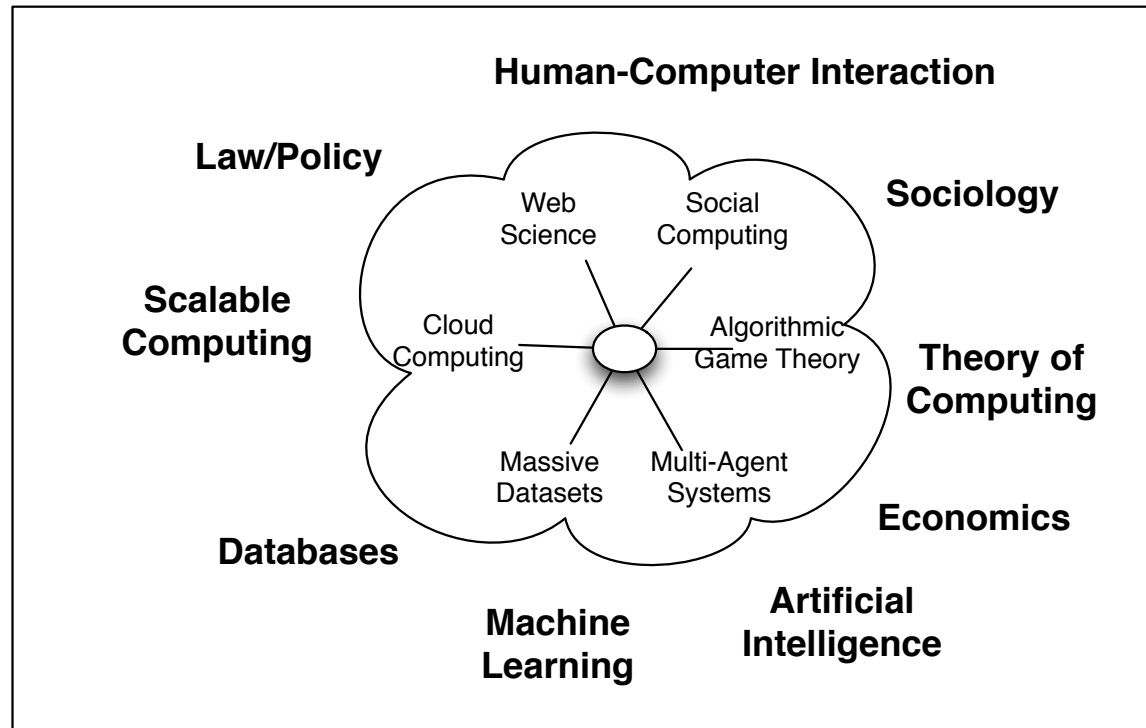 Human-Computer Interaction
Law/Policy
Sociology
Web
Science
Social
Computing
Scalable
Computing
Cloud
Computing
Algorithmic
Game Theory
Theory of
Computing
Massive
Datasets
Multi-Agent
Systems
Economics
Databases
Artificial
Intelligence
Machine
Learning